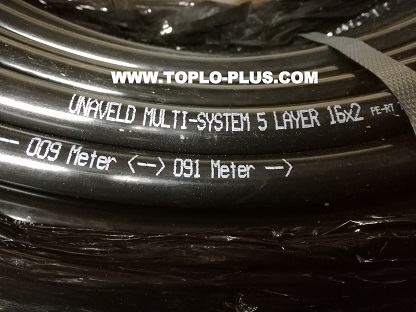 WWW.TOPLO-PLUS.COM
UNAVELD MULTI-SYSTEM 5 LAYER 16x2 PE-RT
— 009 Meter <—> 091 Meter —>